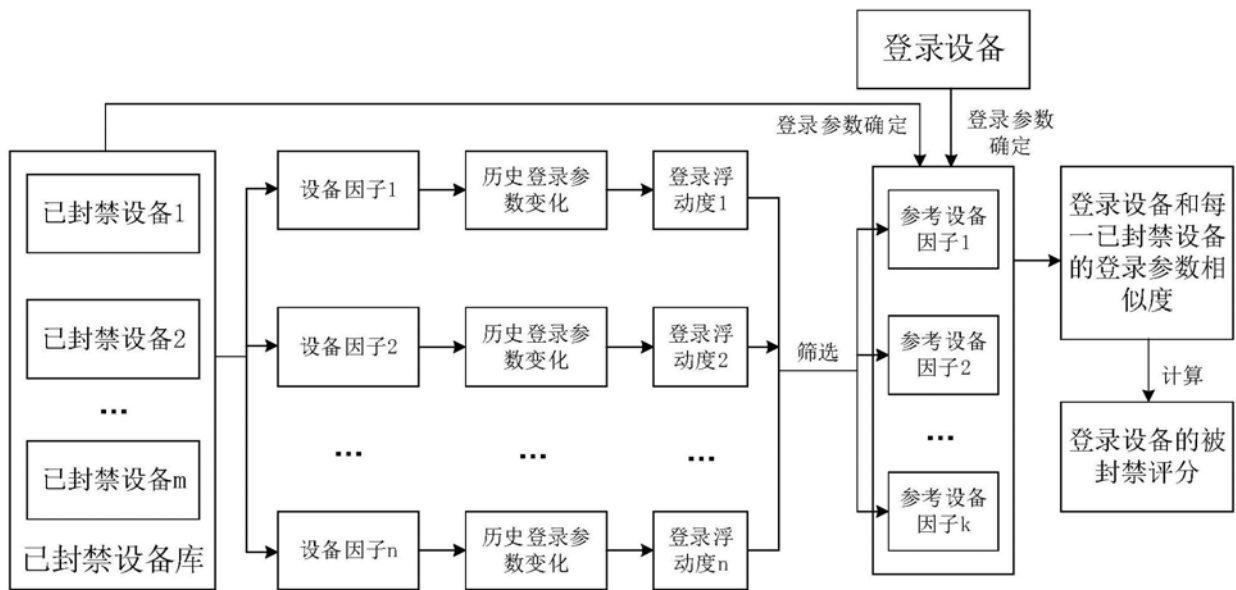 登录设备
登录参数确定
登录参数
确定
已封禁设备1
已封禁设备2
...
已封禁设备m
已封禁设备库
设备因子1
历史登录参
数变化
登录浮
动度1
设备因子2
历史登录参
数变化
登录浮
动度2
...
...
...
设备因子n
历史登录参
数变化
登录浮
动度n
筛选
参考设备
因子1
参考设备
因子2
...
参考设备
因子k
登录设备和每
一已封禁设备
的登录参数相
似度
计算
登录设备的被
封禁评分